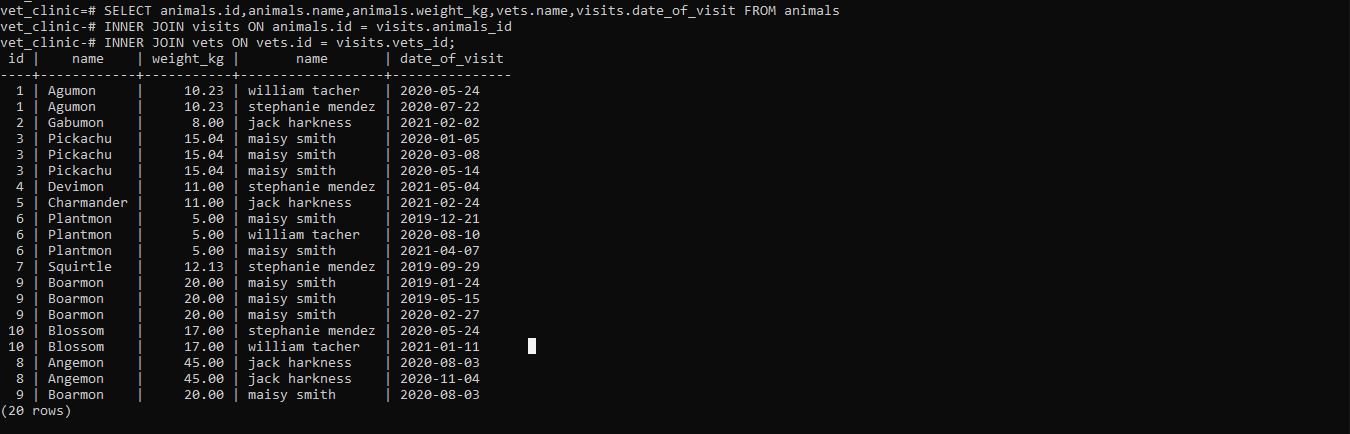 vet_clinic=# SELECT animals.id,animals.name,animals.weight_kg,vets.name,visits.date_of_visit FROM animals
vet_clinic-# INNER JOIN visits ON animals.id = visits.animals_id
vet_clinic-# INNER JOIN vets ON vets.id = visits.vets_id;
 id |    name    | weight_kg |       name       | date_of_visit
----+------------+-----------+------------------+---------------
  1 | Agumon     |     10.23 | william tacher   | 2020-05-24
  1 | Agumon     |     10.23 | stephanie mendez | 2020-07-22
  2 | Gabumon    |      8.00 | jack harkness    | 2021-02-02
  3 | Pickachu   |     15.04 | maisy smith      | 2020-01-05
  3 | Pickachu   |     15.04 | maisy smith      | 2020-03-08
  3 | Pickachu   |     15.04 | maisy smith      | 2020-05-14
  4 | Devimon    |     11.00 | stephanie mendez | 2021-05-04
  5 | Charmander |     11.00 | jack harkness    | 2021-02-24
  6 | Plantmon   |      5.00 | maisy smith      | 2019-12-21
  6 | Plantmon   |      5.00 | william tacher   | 2020-08-10
  6 | Plantmon   |      5.00 | maisy smith      | 2021-04-07
  7 | Squirtle   |     12.13 | stephanie mendez | 2019-09-29
  9 | Boarmon    |     20.00 | maisy smith      | 2019-01-24
  9 | Boarmon    |     20.00 | maisy smith      | 2019-05-15
  9 | Boarmon    |     20.00 | maisy smith      | 2020-02-27
 10 | Blossom    |     17.00 | stephanie mendez | 2020-05-24
 10 | Blossom    |     17.00 | william tacher   | 2021-01-11
  8 | Angemon    |     45.00 | jack harkness    | 2020-08-03
  8 | Angemon    |     45.00 | jack harkness    | 2020-11-04
  9 | Boarmon    |     20.00 | maisy smith      | 2020-08-03
(20 rows)